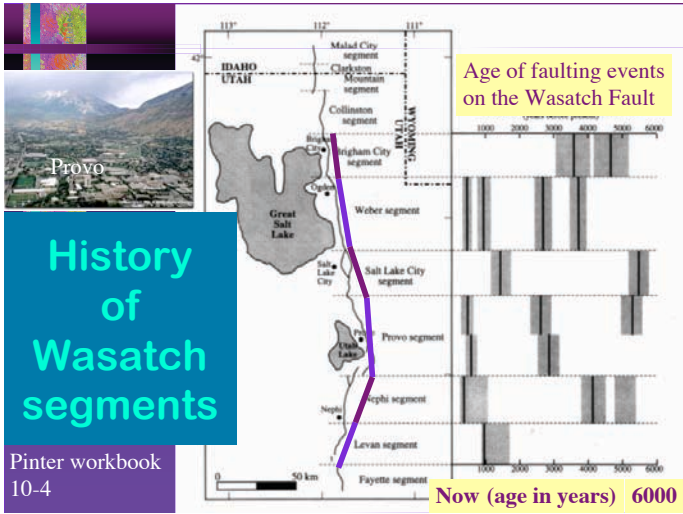 113°
112°
111°
42°
Malad City
segment
IDAHO
UTAH
Clarkston
Mountain
segment
WYOMING
UTAH
Collinston
segment
Age of faulting events
on the Wasatch Fault
(years before present)
1000 2000 3000 4000 5000 6000
Provo
Brigham City
segment
Ogden
Weber segment
Great
Salt
Lake
Salt
Lake
City
Salt Lake City
segment
Provo segment
Utah
Lake
Nephi segment
Nephi
Levan segment
Fayette segment
0
50 km
1000 2000 3000 4000 5000 6000
History
of
Wasatch
segments
Pinter workbook
10-4
Now (age in years) 6000